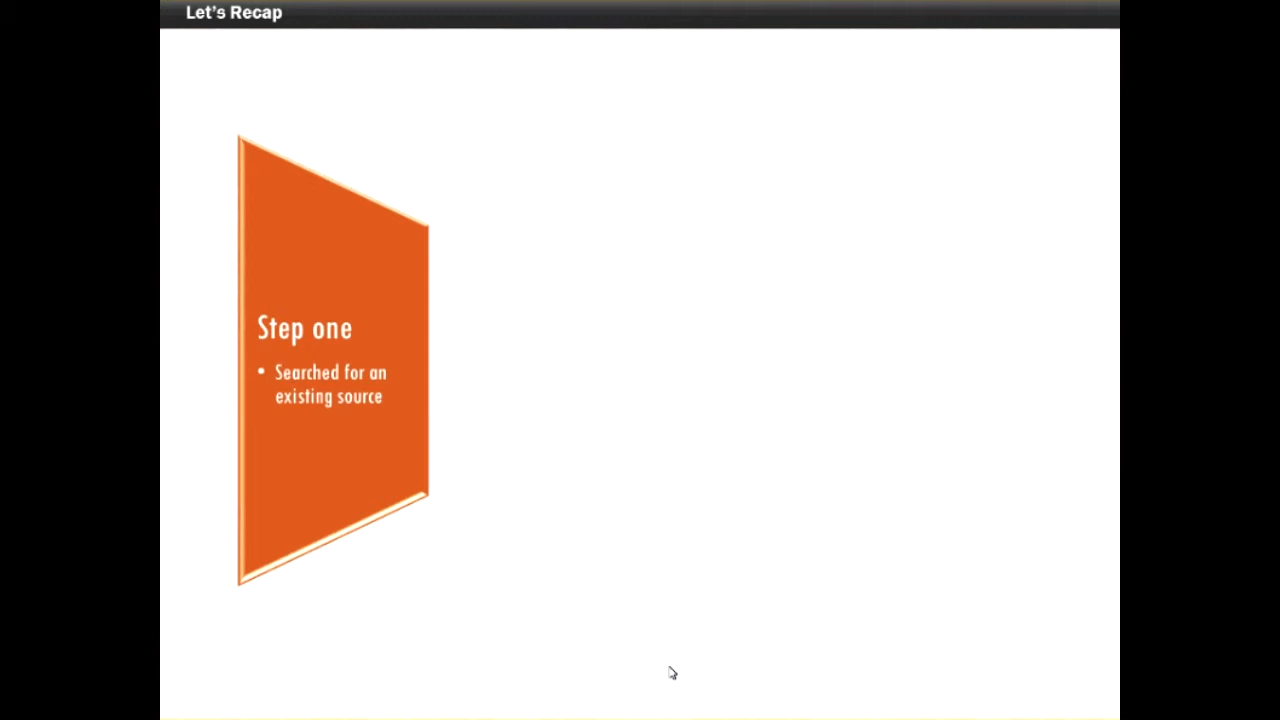 Let's Recap
Step one
• Searched for an
existing source